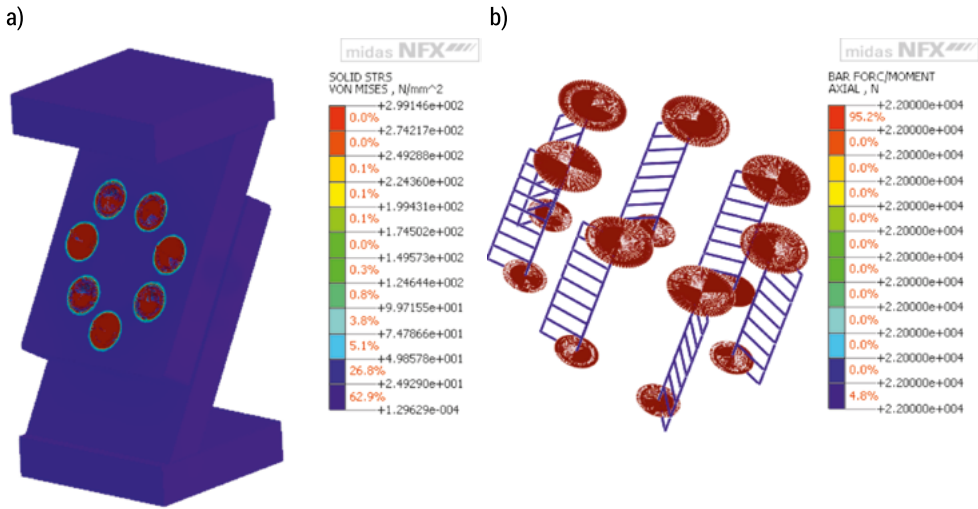 a)
midas NFX
SOLID STRS
VON MISES , N/mm^2
+2.99146e+002
0.0%
+2.74217e+002
0.0%
+2.49288e+002
0.1%
+2.24360e+002
0.1%
+1.99431e+002
0.1%
+1.74502e+002
0.0%
+1.49573e+002
0.3%
+1.24644e+002
0.8%
+9.97155e+001
3.8%
+7.47866e+001
5.1%
+4.98578e+001
26.8%
+2.49290e+001
62.9%
+1.29629e-004
b)
midas NFX
BAR FORC/MOMENT
AXIAL, N
+2.20000e+004
95.2%
+2.20000e+004
0.0%
+2.20000e+004
0.0%
+2.20000e+004
0.0%
+2.20000e+004
0.0%
+2.20000e+004
0.0%
+2.20000e+004
0.0%
+2.20000e+004
0.0%
+2.20000e+004
0.0%
+2.20000e+004
0.0%
+2.20000e+004
0.0%
+2.20000e+004
4.8%
+2.20000e+004